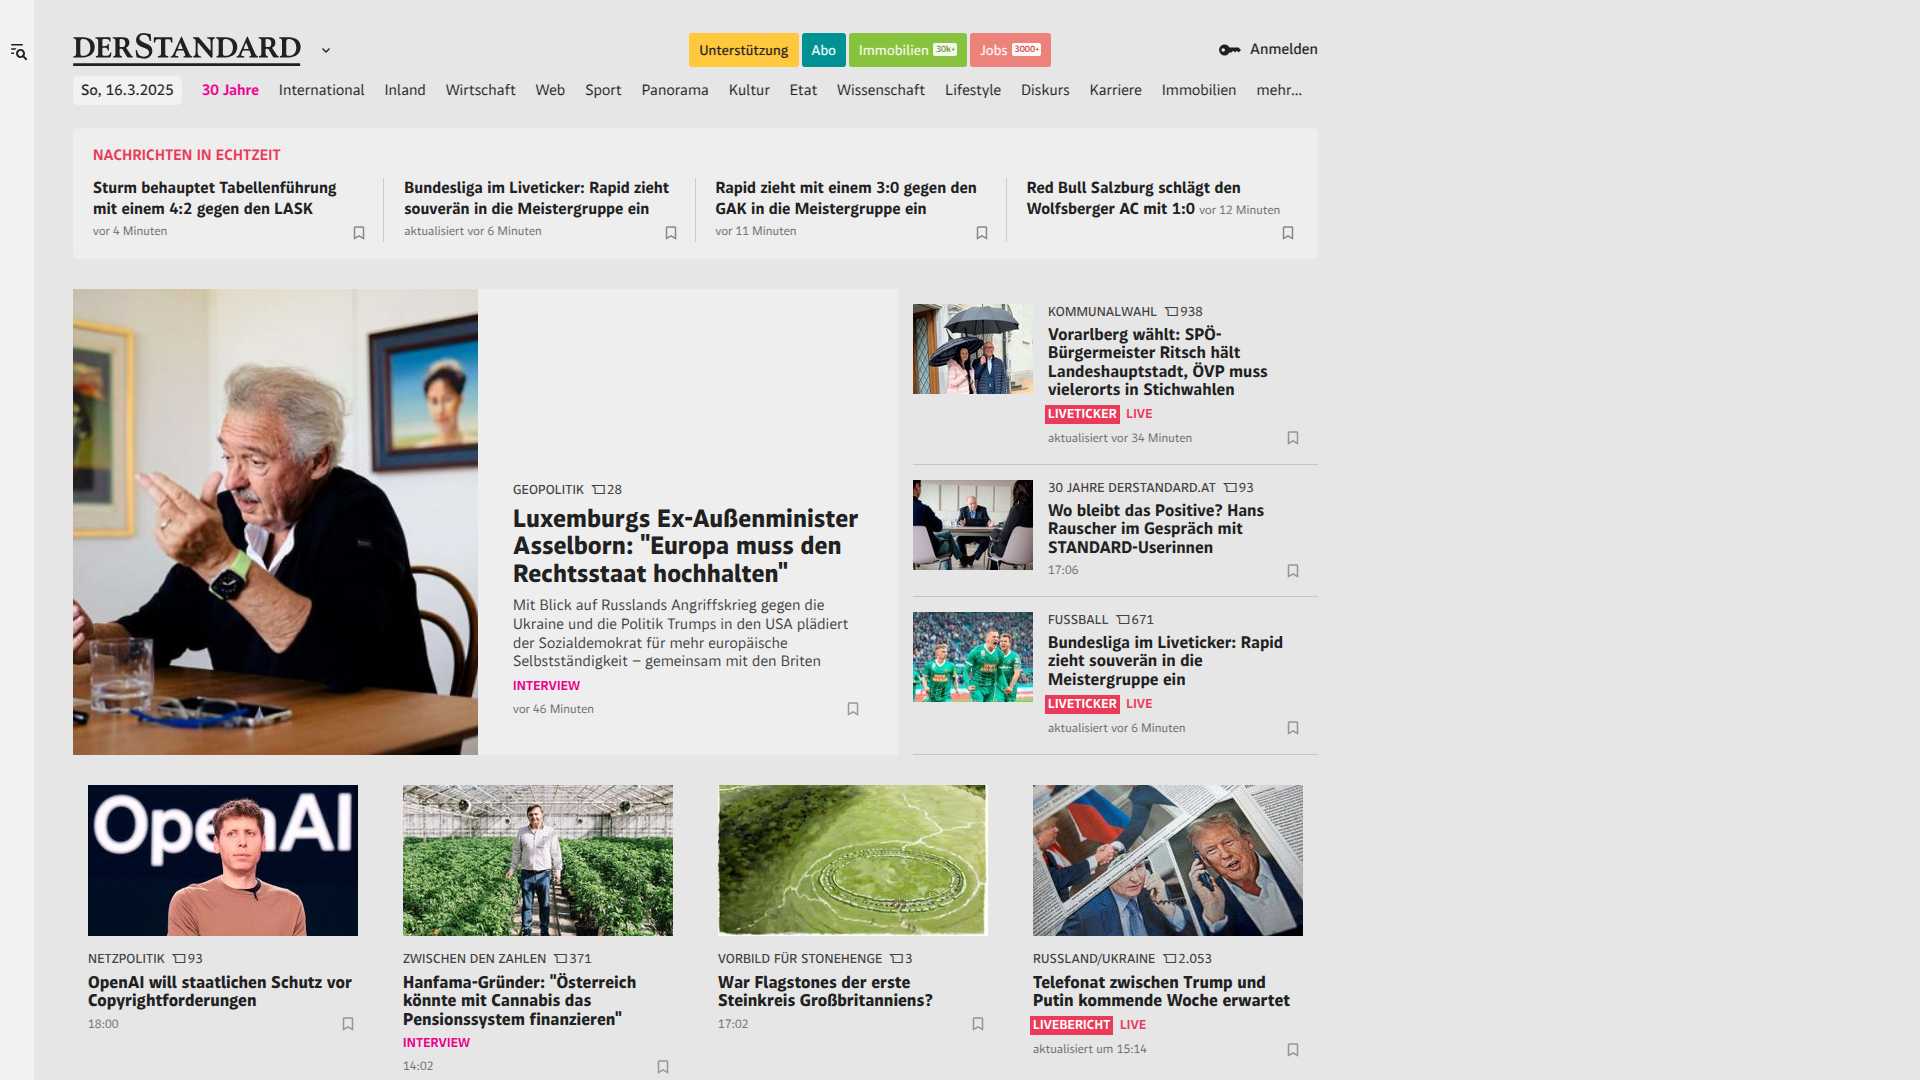 DERSTANDARD
Unterstützung
Abo
Immobilien 30k+
Jobs 3000+
Anmelden
So, 16.3.2025
30 Jahre
International
Inland
Wirtschaft
Web
Sport
Panorama
Kultur
Etat
Wissenschaft
Lifestyle
Diskurs
Karriere
Immobilien
mehr...
NACHRICHTEN IN ECHTZEIT
Sturm behauptet Tabellenführung
mit einem 4:2 gegen den LASK
vor 4 Minuten
Bundesliga im Liveticker: Rapid zieht
souverän in die Meistergruppe ein
aktualisiert vor 6 Minuten
Rapid zieht mit einem 3:0 gegen den
GAK in die Meistergruppe ein
vor 11 Minuten
Red Bull Salzburg schlägt den
Wolfsberger AC mit 1:0 vor 12 Minuten
GEOPOLITIK 28
Luxemburgs Ex-Außenminister
Asselborn: "Europa muss den
Rechtsstaat hochhalten"
Mit Blick auf Russlands Angriffskrieg gegen die
Ukraine und die Politik Trumps in den USA plädiert
der Sozialdemokrat für mehr europäische
Selbstständigkeit – gemeinsam mit den Briten
INTERVIEW
vor 46 Minuten
KOMMUNALWAHL 938
Vorarlberg wählt: SPÖ-
Bürgermeister Ritsch hält
Landeshauptstadt, ÖVP muss
vielerorts in Stichwahlen
LIVETICKER LIVE
aktualisiert vor 34 Minuten
30 JAHRE DERSTANDARD.AT 93
Wo bleibt das Positive? Hans
Rauscher im Gespräch mit
STANDARD-Userinnen
17:06
FUSSBALL 671
Bundesliga im Liveticker: Rapid
zieht souverän in die
Meistergruppe ein
LIVETICKER LIVE
aktualisiert vor 6 Minuten
OpenAI
NETZPOLITIK 93
OpenAI will staatlichen Schutz vor
Copyrightforderungen
18:00
ZWISCHEN DEN ZAHLEN 371
Hanfama-Gründer: "Österreich
könnte mit Cannabis das
Pensionssystem finanzieren"
INTERVIEW
14:02
VORBILD FÜR STONEHENGE 3
War Flagstones der erste
Steinkreis Großbritanniens?
17:02
RUSSLAND/UKRAINE 2.053
Telefonat zwischen Trump und
Putin kommende Woche erwartet
LIVEBERICHT LIVE
aktualisiert um 15:14